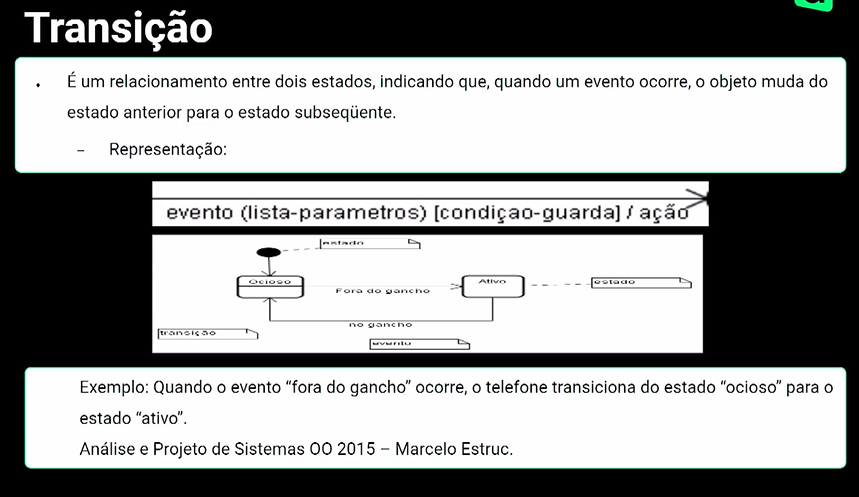 Transição
• É um relacionamento entre dois estados, indicando que, quando um evento ocorre, o objeto muda do
estado anterior para o estado subseqüente.
– Representação:
evento (lista-parametros) [condiçao-guarda] / ação
estado
Ocioso
Ativo
estado
Fora do gancho
no gancho
transição
evento
Exemplo: Quando o evento “fora do gancho” ocorre, o telefone transiciona do estado “ocioso” para o
estado “ativo”.
Análise e Projeto de Sistemas OO 2015 – Marcelo Estruc.